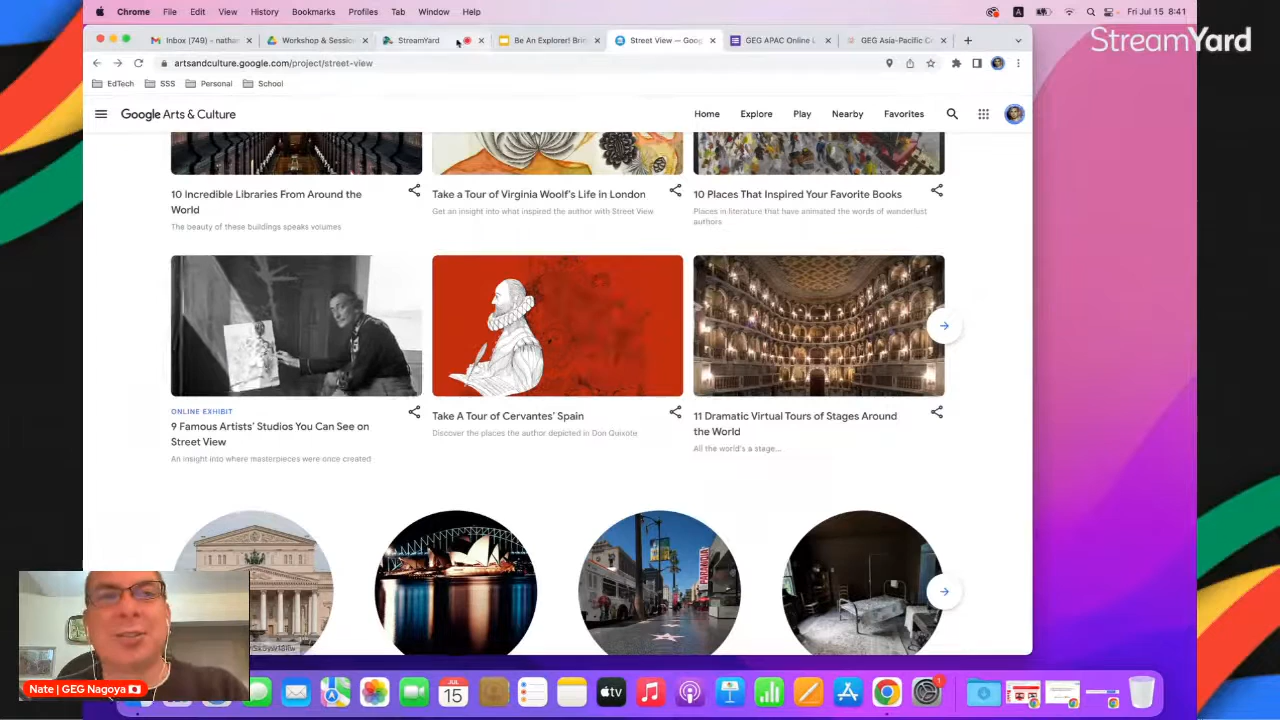 Chrome File Edit View History Bookmarks Profiles Tab Window Help
A Fri Jul 15 8:41
StreamYard
Inbox (749) – nathan
Workshop & Session
StreamYard
Be An Explorer! Brin
Street View — Goog
GEG APAC Online L
GEG Asia-Pacific Co
artsandculture.google.com/project/street-view
EdTech SSS Personal School
Google Arts & Culture
Home Explore Play Nearby Favorites
10 Incredible Libraries From Around the
World
The beauty of these buildings speaks volumes
Take a Tour of Virginia Woolf's Life in London
Get an insight into what inspired the author with Street View
10 Places That Inspired Your Favorite Books
Places in literature that have animated the words of wanderlust
authors
ONLINE EXHIBIT
9 Famous Artists' Studios You Can See on
Street View
An insight into where masterpieces were once created
Take A Tour of Cervantes' Spain
Discover the places the author depicted in Don Quixote
11 Dramatic Virtual Tours of Stages Around
the World
All the world's a stage...
Nate | GEG Nagoya
JUL
15
tv
1